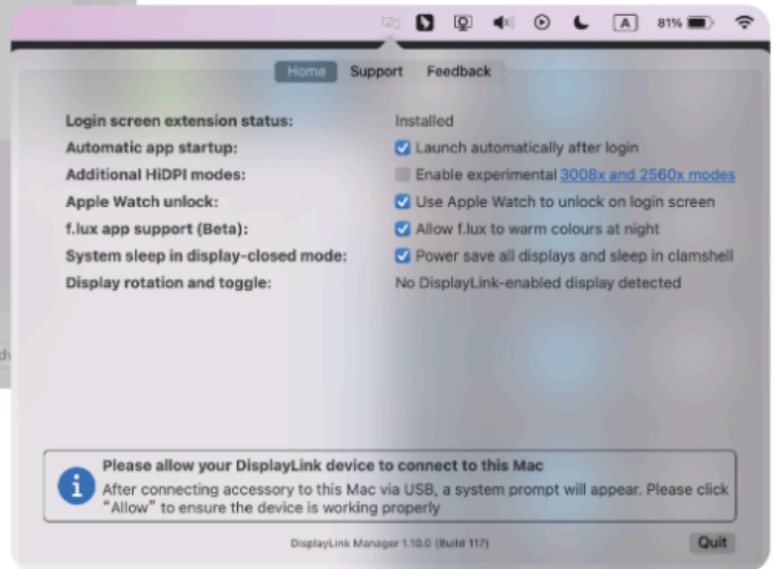 A 81%
Home Support Feedback
Login screen extension status: Installed
Automatic app startup: Launch automatically after login
Additional HiDPI modes: Enable experimental 3008x and 2560x modes
Apple Watch unlock: Use Apple Watch to unlock on login screen
f.lux app support (Beta): Allow f.lux to warm colours at night
System sleep in display-closed mode: Power save all displays and sleep in clamshell
Display rotation and toggle: No DisplayLink-enabled display detected
Please allow your DisplayLink device to connect to this Mac
After connecting accessory to this Mac via USB, a system prompt will appear. Please click
"Allow" to ensure the device is working properly
DisplayLink Manager 1.10.0 (Build 117) Quit